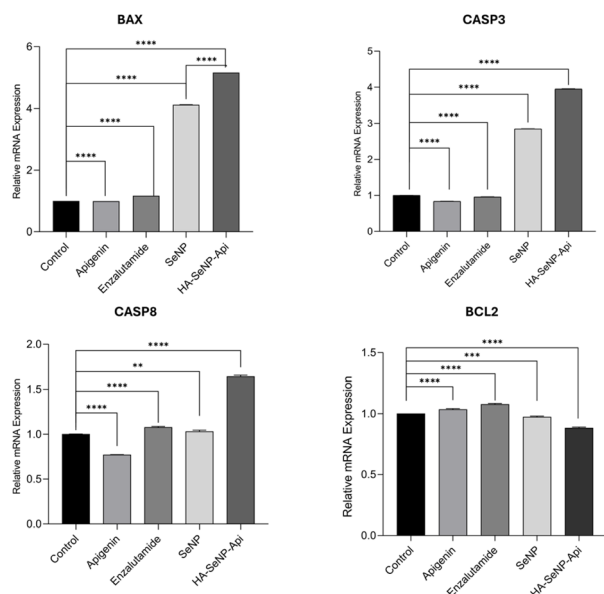 BAX
Relative mRNA Expression
6
4
2
0
****
****
****
****
****
Control
Apigenin
Enzalutamide
SeNP
HA-SeNP-Api
CASP3
Relative mRNA Expression
5
4
3
2
1
0
****
****
****
****
Control
Apigenin
Enzalutamide
SeNP
HA-SeNP-Api
CASP8
Relative mRNA Expression
2.0
1.5
1.0
0.5
0.0
****
**
****
****
Control
Apigenin
Enzalutamide
SeNP
HA-SeNP-Api
BCL2
Relative mRNA Expression
1.5
1.0
0.5
0.0
****
***
****
****
Control
Apigenin
Enzalutamide
SeNP
HA-SeNP-Api